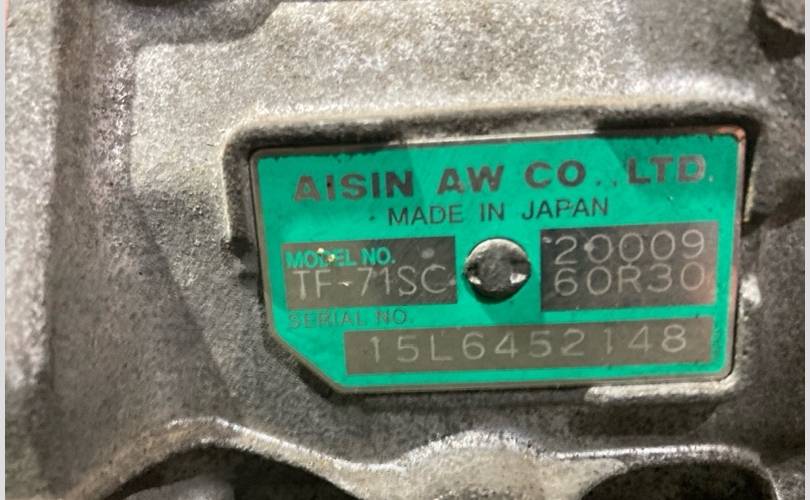 AISIN AW CO., LTD.
MADE IN JAPAN
MODEL NO.
TF-71SC
20009
60R30
SERIAL NO.
15L6452148